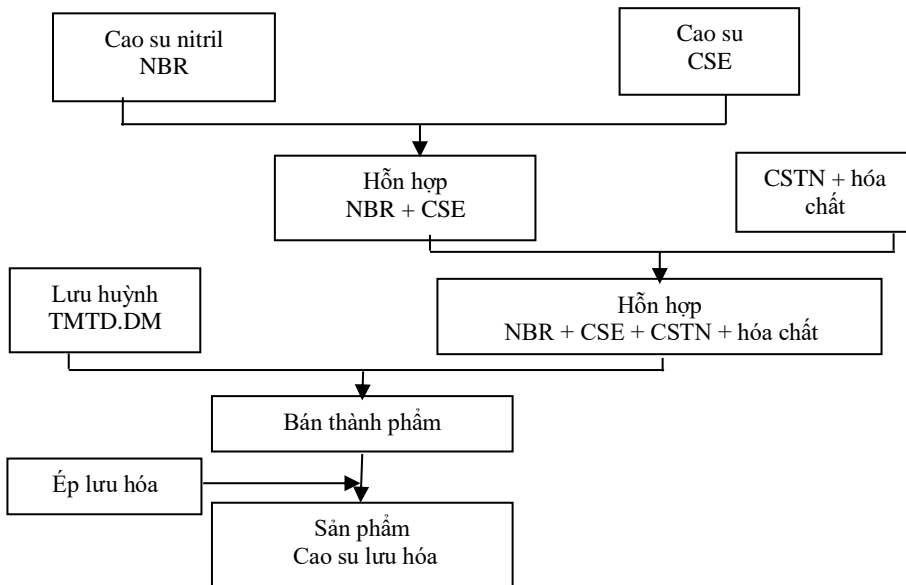 Cao su nitril
NBR
Cao su
CSE
Hỗn hợp
NBR + CSE
CSTN + hóa
chất
Lưu huỳnh
TMTD.DM
Hỗn hợp
NBR + CSE + CSTN + hóa chất
Bán thành phẩm
Ép lưu hóa
Sản phẩm
Cao su lưu hóa